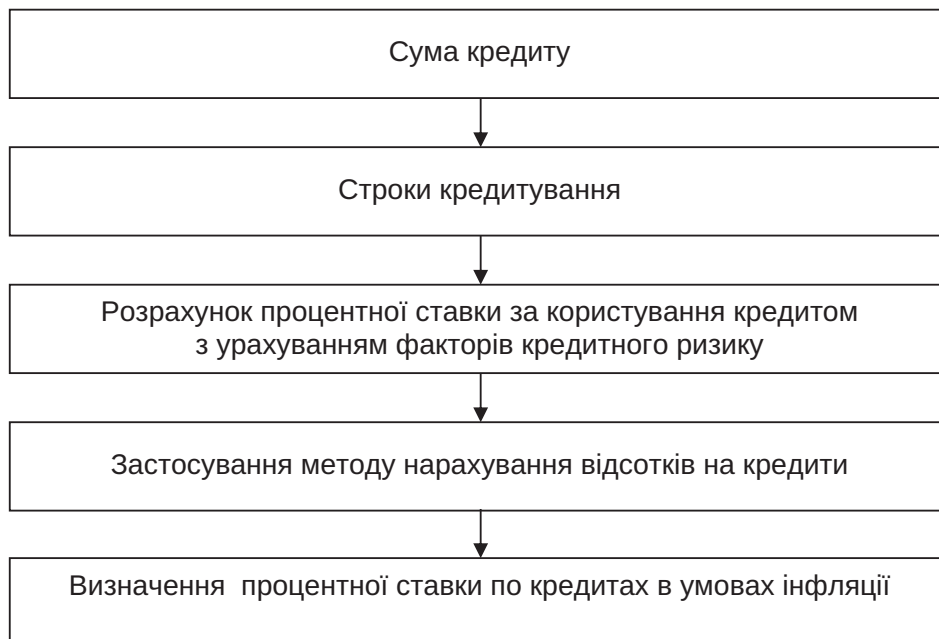 Сума кредиту
Строки кредитування
Розрахунок процентної ставки за користування кредитом
з урахуванням факторів кредитного ризику
Застосування методу нарахування відсотків на кредити
Визначення  процентної ставки по кредитах в умовах інфляції